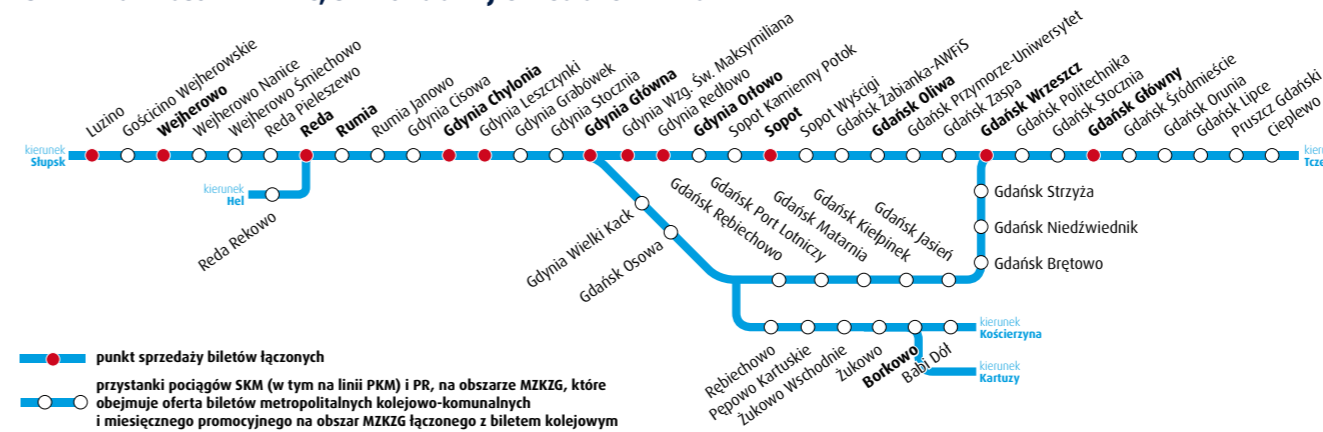 Luzino
Gościcino Wejherowskie
Wejherowo
Wejherowo Nanice
Wejherowo Śmiechowo
Reda Pieleszewo
Reda
Rumia
Rumia Janowo
Gdynia Cisowa
Gdynia Chylonia
Gdynia Leszczynki
Gdynia Grabówek
Gdynia Stocznia
Gdynia Główna
Gdynia Wzg. Św. Maksymiliana
Gdynia Redłowo
Gdynia Orłowo
Sopot Kamienny Potok
Sopot
Sopot Wyścigi
Gdańsk Żabianka-AWFiS
Gdańsk Oliwa
Gdańsk Przymorze-Uniwersytet
Gdańsk Zaspa
Gdańsk Wrzeszcz
Gdańsk Politechnika
Gdańsk Stocznia
Gdańsk Główny
Gdańsk Śródmieście
Gdańsk Orunia
Gdańsk Lipce
Pruszcz Gdański
Cieplewo
kierunek
Słupsk
kieru
Tcze
kierunek
Hel
Reda Rekowo
Gdynia Wielki Kack
Gdańsk Osowa
Gdańsk Rębiechowo
Gdańsk Port Lotniczy
Gdańsk Matarnia
Gdańsk Kiełpinek
Gdańsk Jasień
Gdańsk Strzyża
Gdańsk Niedźwiednik
Gdańsk Brętowo
Rębiechowo
Pępowo Kartuskie
Żukowo Wschodnie
Żukowo
Borkowo
Babi Dół
kierunek
Kościerzyna
kierunek
Kartuzy
punkt sprzedaży biletów łączonych
przystanki pociągów SKM (w tym na linii PKM) i PR, na obszarze MZKZG, które
obejmuje oferta biletów metropolitalnych kolejowo-komunalnych
i miesięcznego promocyjnego na obszar MZKZG łączonego z biletem kolejowym